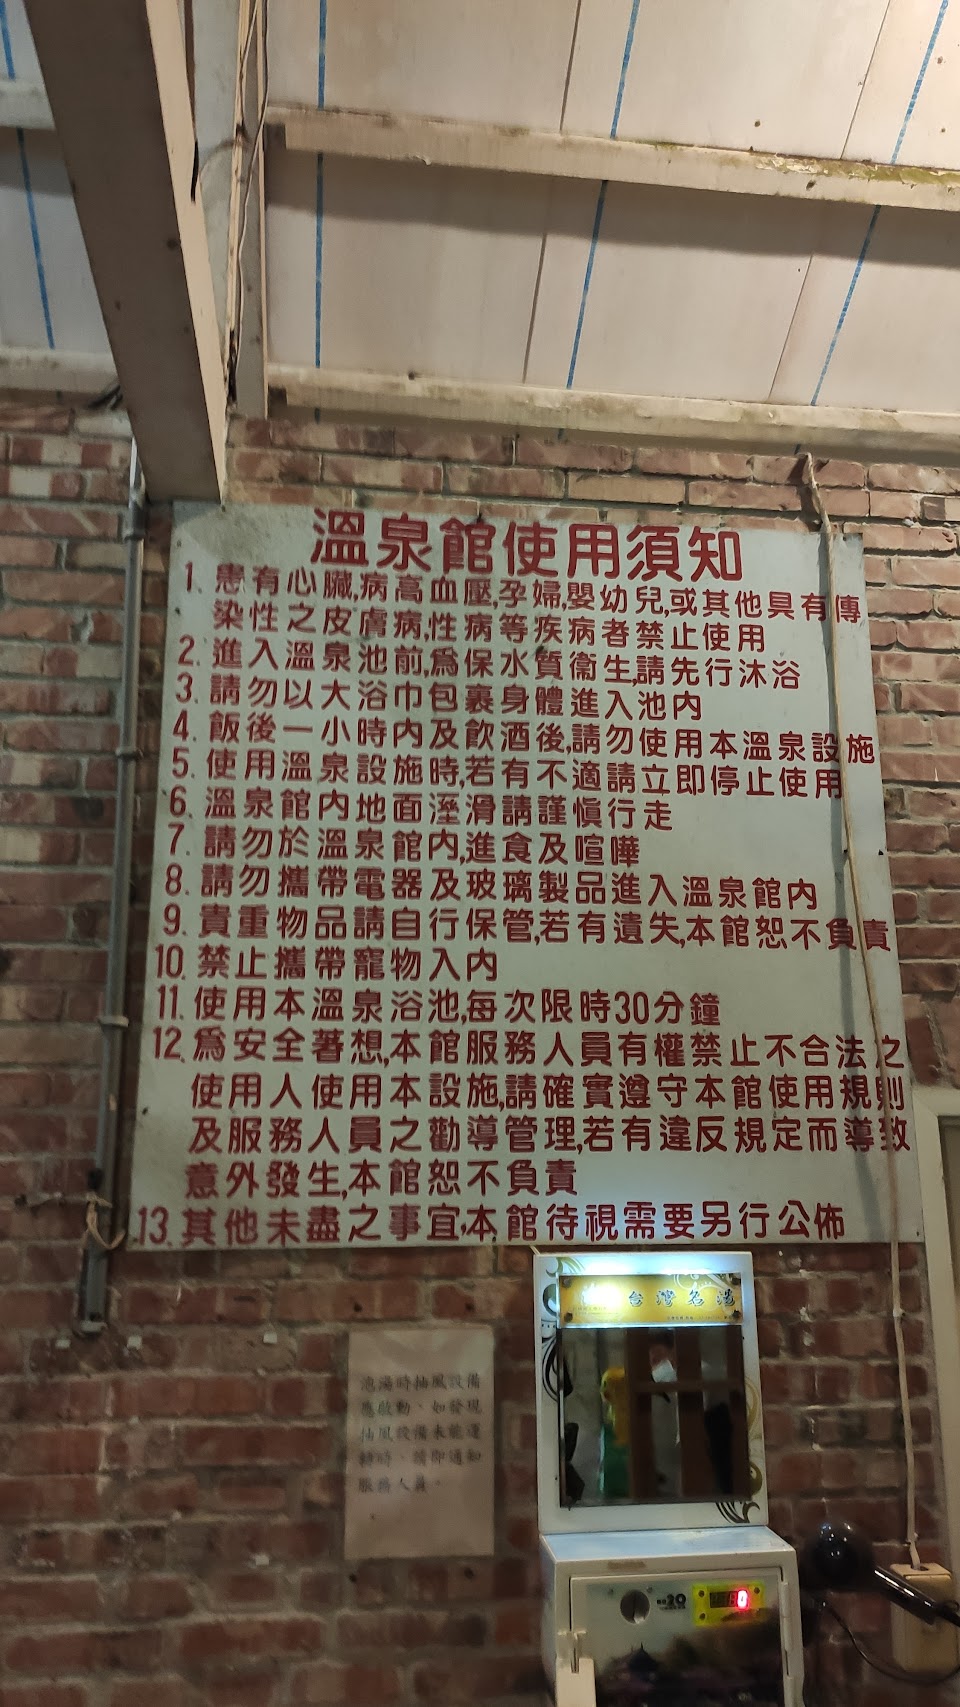 溫泉館使用須知
1. 患有心臟,病高血壓,孕婦,嬰幼兒,或其他具有傳
染性之皮膚病,性病等疾病者禁止使用
2. 進入溫泉池前,為保水質衞生,請先行沐浴
3. 請勿以大浴巾包裹身體進入池內
4. 飯後一小時內及飲酒後,請勿使用本溫泉設施
5. 使用溫泉設施時,若有不適請立即停止使用
6. 溫泉館內地面溼滑請謹慎行走
7. 請勿於溫泉館內,進食及喧嘩
8. 請勿攜帶電器及玻璃製品進入溫泉館內
9. 貴重物品請自行保管,若有遺失,本館恕不負責
10. 禁止攜帶寵物入內
11. 使用本溫泉浴池,每次限時30分鐘
12. 為安全著想,本館服務人員有權禁止不合法之
使用人使用本設施,請確實遵守本館使用規則
及服務人員之勸導管理,若有違反規定而導致
意外發生,本館恕不負責
13. 其他未盡之事宜,本館待視需要另行公佈
台灣名湯
泡湯時抽風設備
應啟動,如發現
抽風設備未能運
轉時,請即通知
服務人員。
20